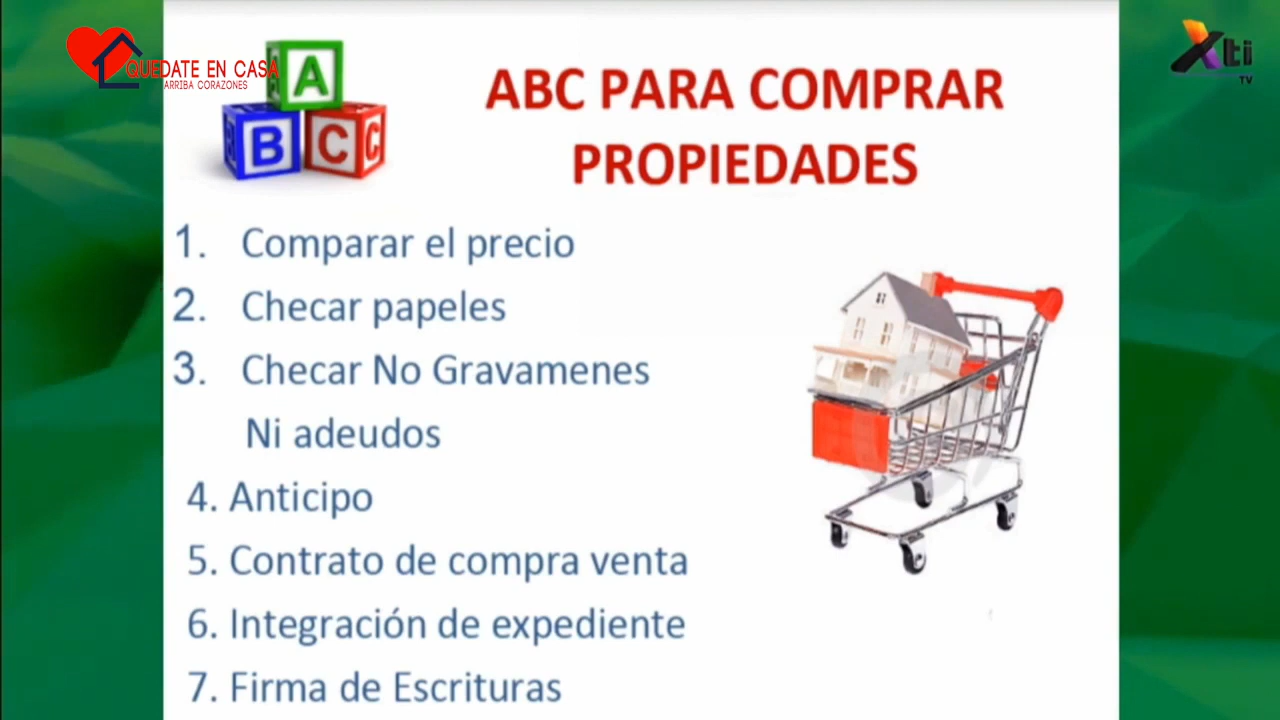 QUEDATE EN CASA
ARRIBA CORAZONES
Xti
TV
A
B C C
ABC PARA COMPRAR
PROPIEDADES
1. Comparar el precio
2. Checar papeles
3. Checar No Gravamenes
Ni adeudos
4. Anticipo
5. Contrato de compra venta
6. Integración de expediente
7. Firma de Escrituras